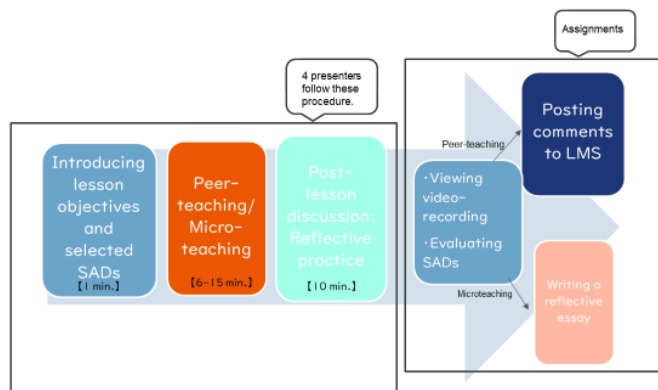 Assignments
4 presenters
follow these
procedure.
Introducing
lesson
objectives
and
selected
SADs
【1 min.】
Peer-
teaching/
Micro-
teaching
【6-15 min.】
Post-
lesson
discussion:
Reflective
practice
【10 min.】
Peer-teaching
・Viewing
video-
recording
・Evaluating
SADs
Microteaching
Posting
comments
to LMS
Writing a
reflective
essay